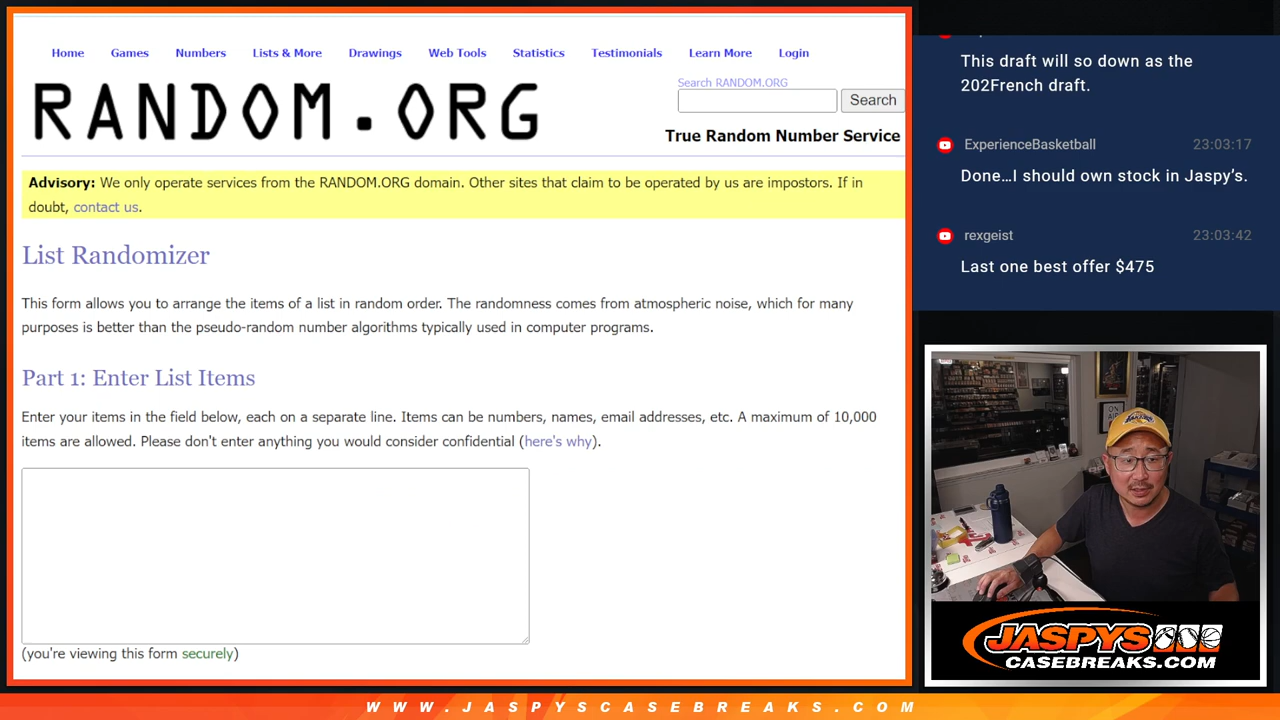 Home Games Numbers Lists & More Drawings Web Tools Statistics Testimonials Learn More Login
RANDOM.ORG
Search RANDOM.ORG
Search
True Random Number Service
Advisory: We only operate services from the RANDOM.ORG domain. Other sites that claim to be operated by us are impostors. If in
doubt, contact us.
List Randomizer
This form allows you to arrange the items of a list in random order. The randomness comes from atmospheric noise, which for many
purposes is better than the pseudo-random number algorithms typically used in computer programs.
Part 1: Enter List Items
Enter your items in the field below, each on a separate line. Items can be numbers, names, email addresses, etc. A maximum of 10,000
items are allowed. Please don't enter anything you would consider confidential (here's why).
(you're viewing this form securely)
This draft will so down as the
202French draft.
ExperienceBasketball 23:03:17
Done…I should own stock in Jaspy's.
rexgeist 23:03:42
Last one best offer $475
ON
AIR
JASPYS
CASEBREAKS.COM
WWW.JASPYSCASEBREAKS.COM